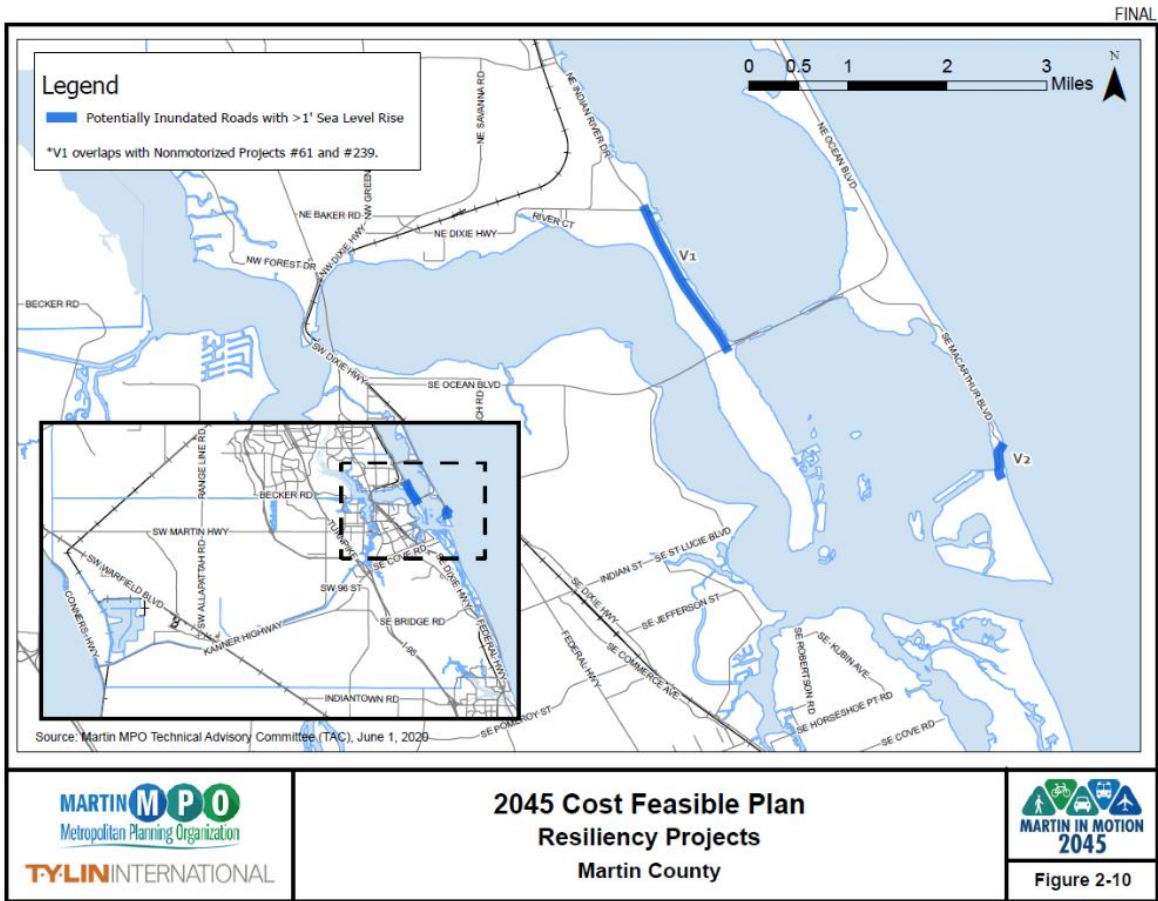 FINAL
Legend
Potentially Inundated Roads with >1' Sea Level Rise
*V1 overlaps with Nonmotorized Projects #61 and #239.
0 0.5 1 2 3
Miles
N
NE INDIAN RIVER DR
NE SAVANNA RD
NW GREEN
NE OCEAN BLVD
NE BAKER RD
RIVER CT
NE DIXIE HWY
NW DIXIE HWY
NW FOREST DR
V1
BECKER RD
SW DIXIE HWY
SE OCEAN BLVD
CH RD
SE MACARTHUR BLVD
V2
RANGE LINE RD
BECKER RD
SW MARTIN HWY
TURNPIKE
SE COVE RD
SE DIXIE HWY
SW WARFIELD BLVD
SW ALLAPATTAH RD
SW 96 ST
CONNERS HWY
KANNER HIGHWAY
SE BRIDGE RD
I 95
FEDERAL HWY
INDIANTOWN RD
INDIAN ST
SE ST LUCIE BLVD
SE DIXIE HWY
SE JEFFERSON ST
FEDERAL HWY
SE COMMERCE AVE
SE ROBERTSON RD
SE KUBIN AVE
SE HORSESHOE PT RD
SE COVE RD
SE POMEROY ST
Source: Martin MPO Technical Advisory Committee (TAC), June 1, 2020
MARTIN MPO
Metropolitan Planning Organization
TYLININTERNATIONAL
2045 Cost Feasible Plan
Resiliency Projects
Martin County
MARTIN IN MOTION
2045
Figure 2-10